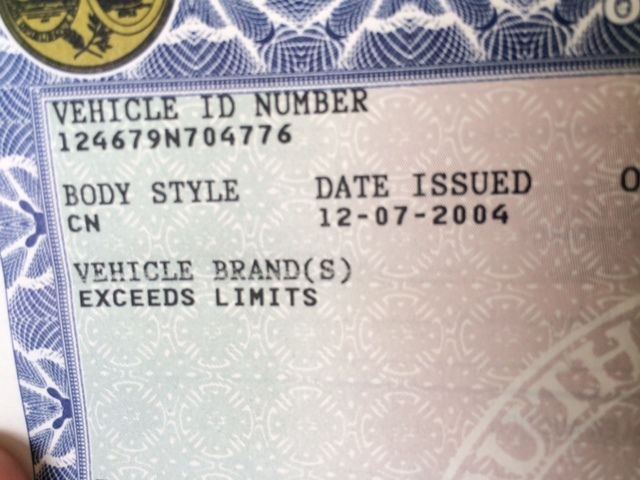 VEHICLE ID NUMBER
124679N704776
BODY STYLE DATE ISSUED
CN 12-07-2004
VEHICLE BRAND(S)
EXCEEDS LIMITS